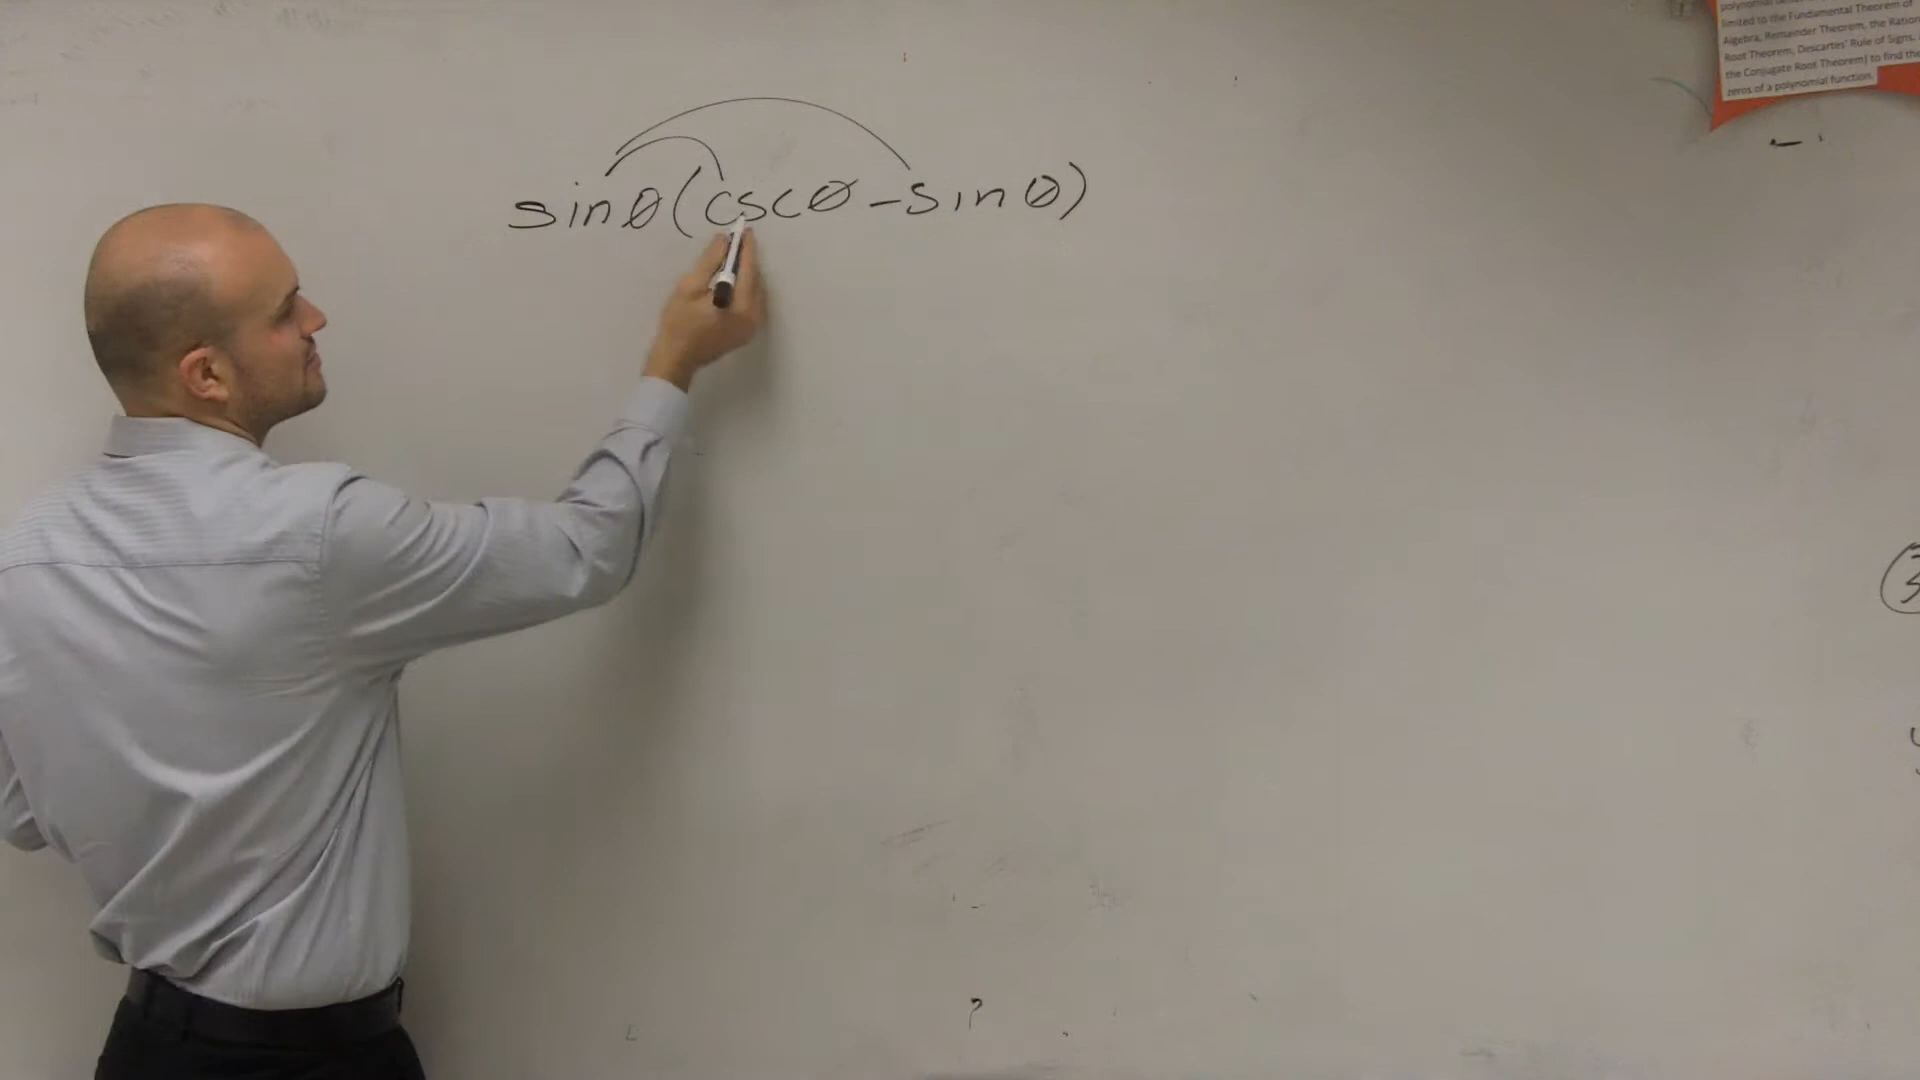 limited to the Fundamental Theorem of
Algebra, Remainder Theorem, the Ration
Root Theorem, Descartes' Rule of Signs,
the Conjugate Root Theorem) to find the
zeros of a polynomial function.
sinθ(cscθ-sinθ)